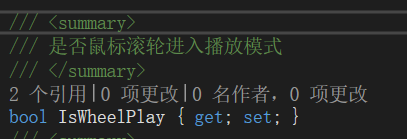 /// <summary>
/// 是否鼠标滚轮进入播放模式
/// </summary>
2 个引用|0 项更改|0 名作者，0 项更改
bool IsWheelPlay { get; set; }
/// <summary>